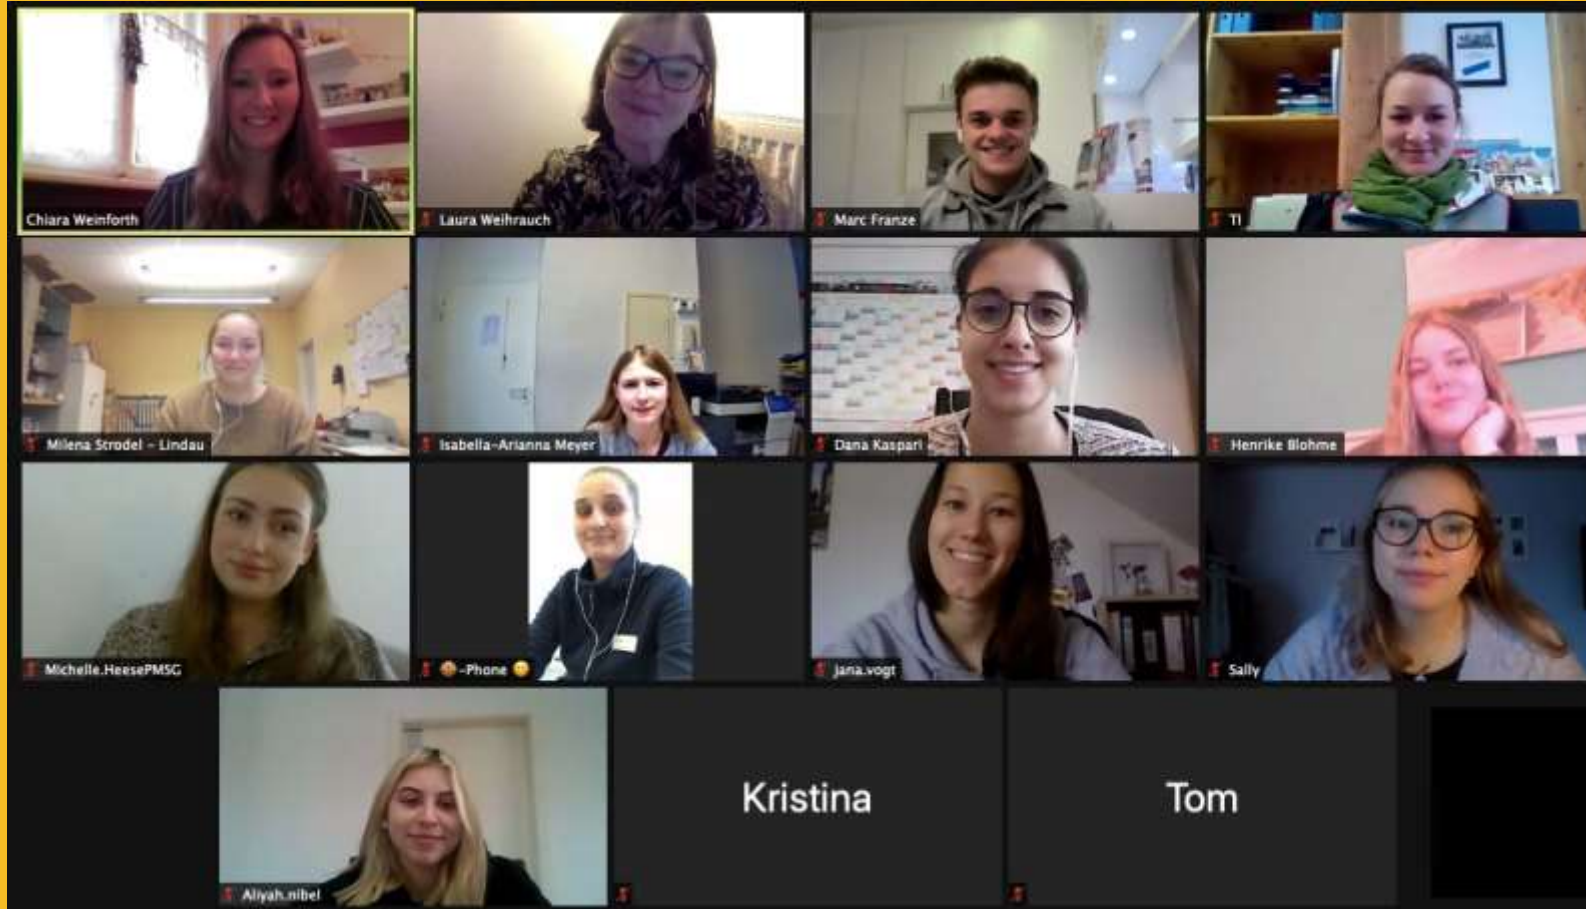 Chiara Weinforth
Laura Weihrauch
Marc Franze
TI
Milena Strodel - Lindau
Isabella-Arianna Meyer
Dana Kaspari
Henrike Blohme
Michelle.HeesePMSG
-Phone
jana.vogt
Sally
Aliyah.nibel
Kristina
Tom